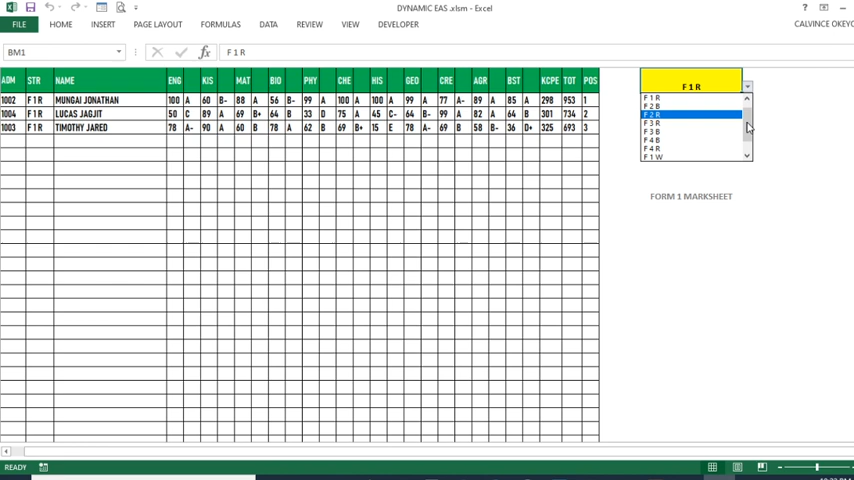 DYNAMIC EAS .xlsm - Excel
FILE HOME INSERT PAGE LAYOUT FORMULAS DATA REVIEW VIEW DEVELOPER CALVINCE OKEYO
BM1 F 1 R
ADM STR NAME ENG KIS MAT BIO PHY CHE HIS GEO CRE AGR BST KCPE TOT POS
1002 F 1 R MUNGAI JONATHAN 100 A 60 B- 88 A 56 B- 99 A 100 A 100 A 99 A 77 A- 89 A 85 A 298 953 1
1004 F 1 R LUCAS JAGJIT 50 C 89 A 69 B+ 64 B 33 D 75 A 45 C- 64 B- 99 A 82 A 64 B 301 734 2
1003 F 1 R TIMOTHY JARED 78 A- 90 A 60 B 78 A 62 B 69 B+ 15 E 78 A- 69 B 58 B- 36 D+ 325 693 3
F 1 R
F 1 R
F 2 B
F 2 R
F 3 R
F 3 B
F 4 B
F 4 R
F 1 W
FORM 1 MARKSHEET
READY